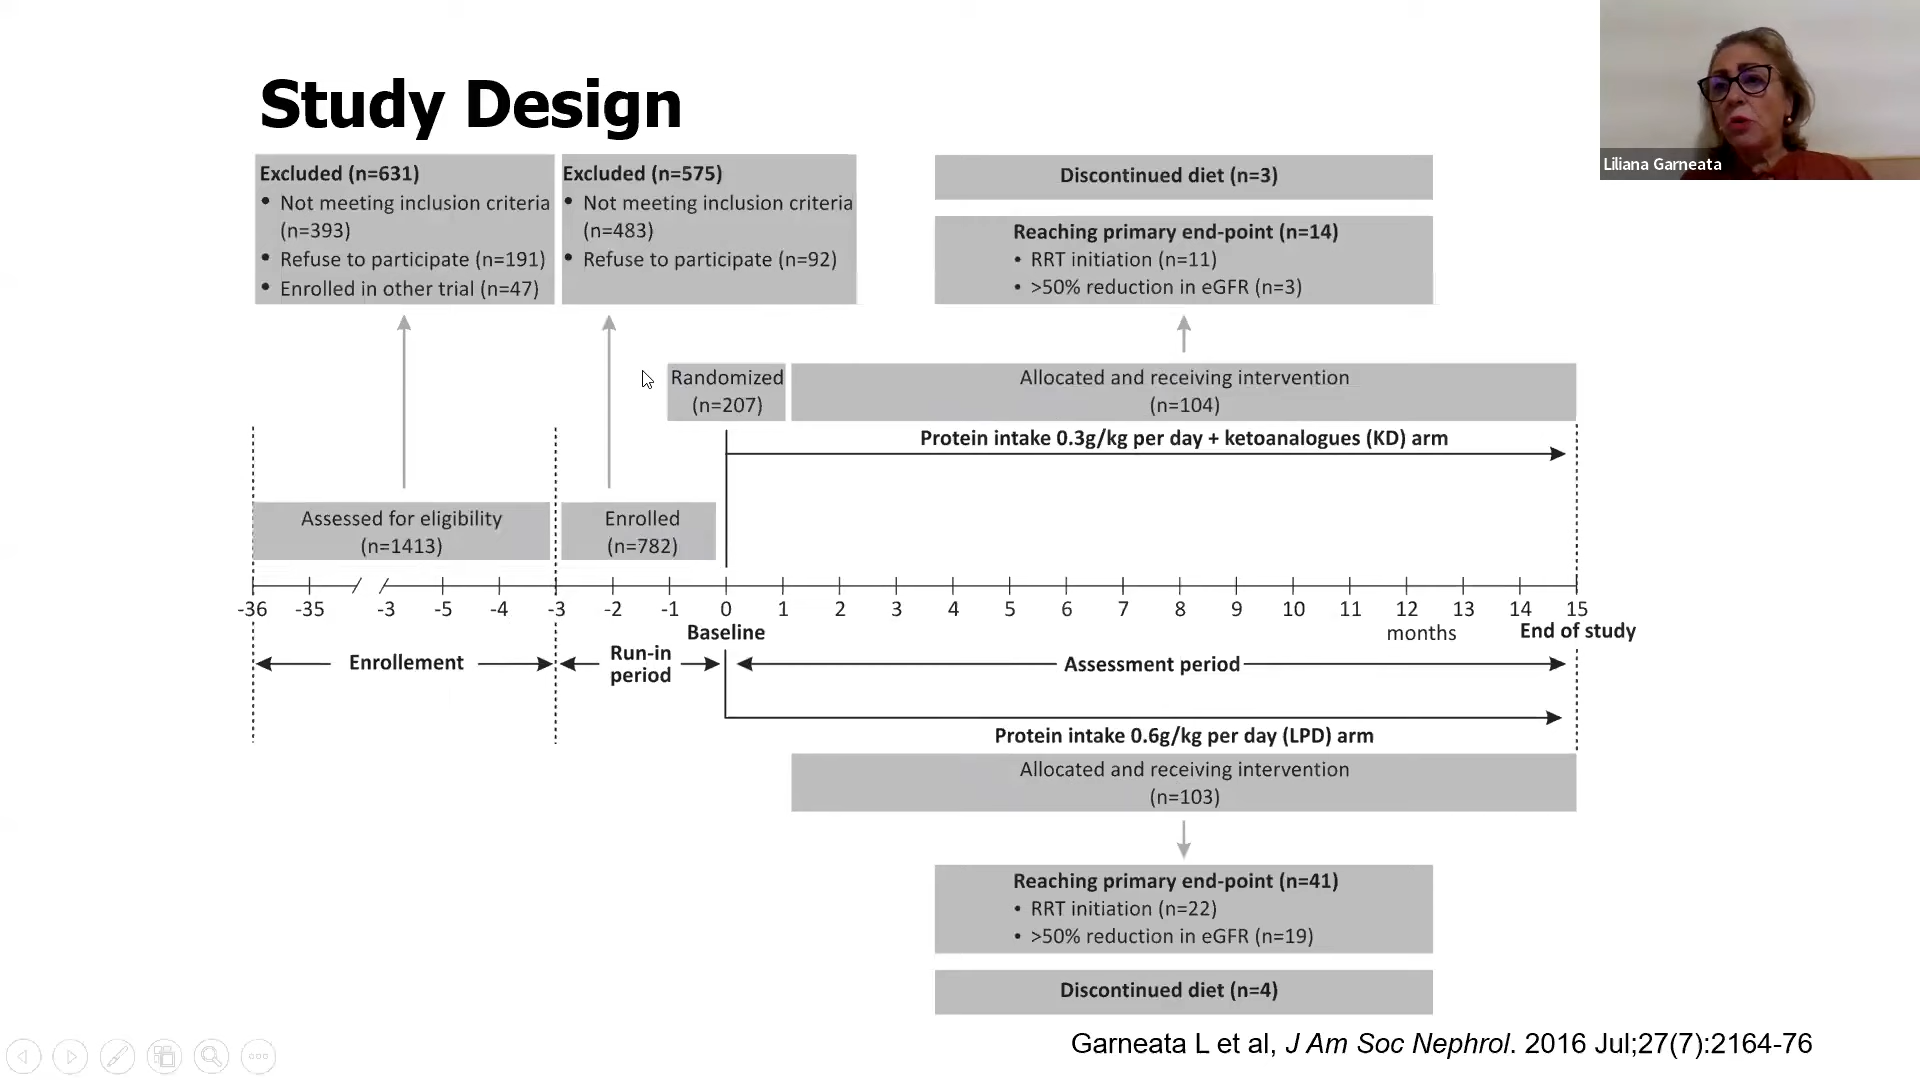 Study Design
Liliana Garneata
Excluded (n=631)
• Not meeting inclusion criteria
(n=393)
• Refuse to participate (n=191)
• Enrolled in other trial (n=47)
Excluded (n=575)
• Not meeting inclusion criteria
(n=483)
• Refuse to participate (n=92)
Discontinued diet (n=3)
Reaching primary end-point (n=14)
• RRT initiation (n=11)
• >50% reduction in eGFR (n=3)
Randomized
(n=207)
Allocated and receiving intervention
(n=104)
Protein intake 0.3g/kg per day + ketoanalogues (KD) arm
Assessed for eligibility
(n=1413)
Enrolled
(n=782)
-36 -35 -3 -5 -4 -3 -2 -1 0 1 2 3 4 5 6 7 8 9 10 11 12 13 14 15
Baseline
months
End of study
Enrollement
Run-in
period
Assessment period
Protein intake 0.6g/kg per day (LPD) arm
Allocated and receiving intervention
(n=103)
Reaching primary end-point (n=41)
• RRT initiation (n=22)
• >50% reduction in eGFR (n=19)
Discontinued diet (n=4)
Garneata L et al, J Am Soc Nephrol. 2016 Jul;27(7):2164-76